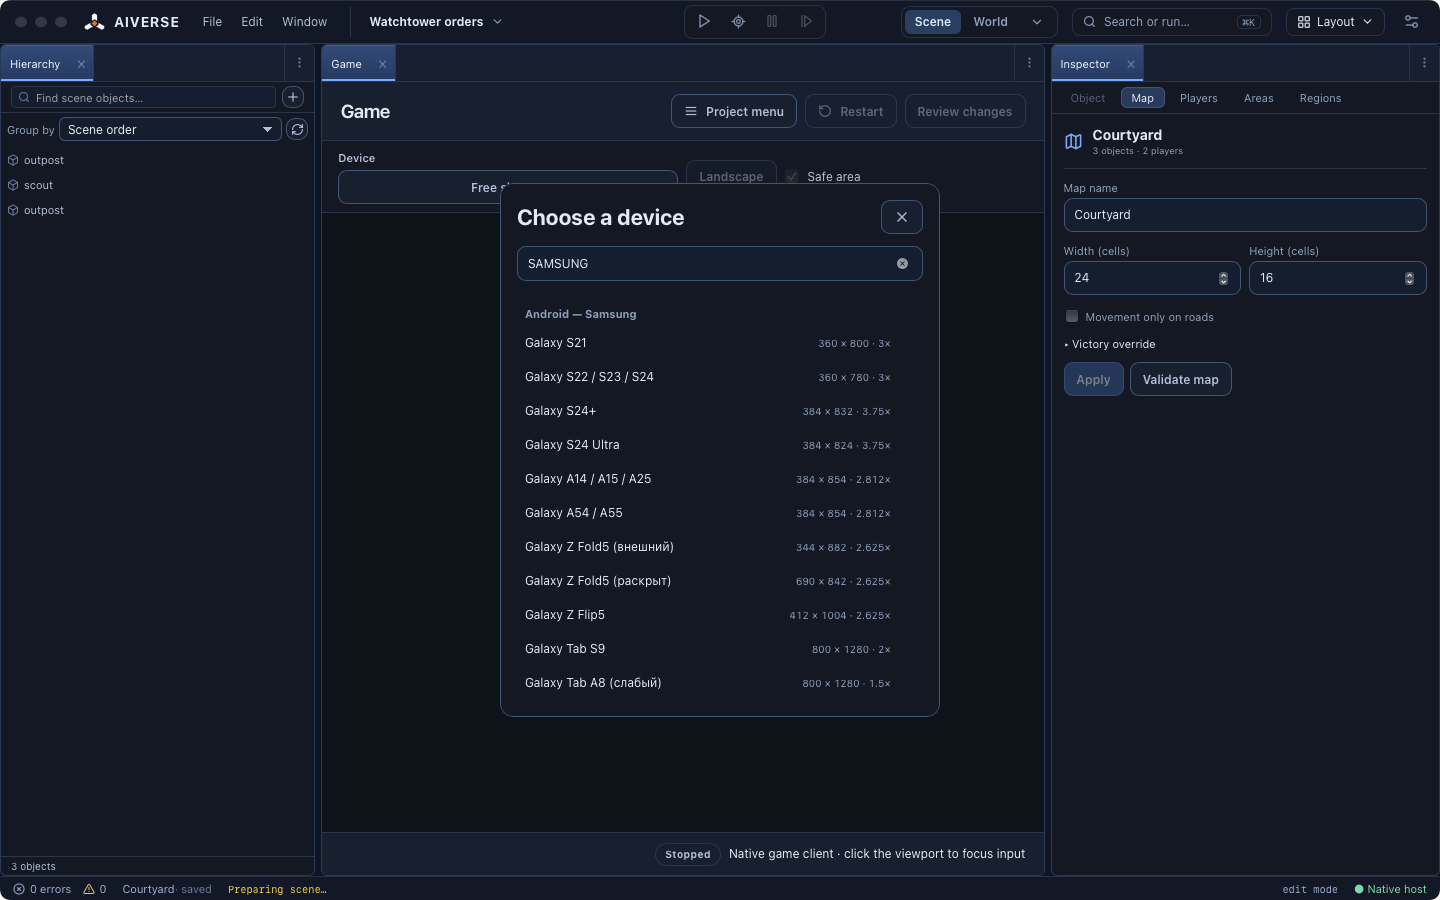 AIVERSE File Edit Window Watchtower orders Scene World Search or run... ⌘K Layout
Hierarchy
Find scene objects...
Group by Scene order
outpost
scout
outpost
3 objects
Game
Game
Project menu Restart Review changes
Device
Landscape Safe area
Free
Choose a device
SAMSUNG
Android — Samsung
Galaxy S21 360 × 800 · 3×
Galaxy S22 / S23 / S24 360 × 780 · 3×
Galaxy S24+ 384 × 832 · 3.75×
Galaxy S24 Ultra 384 × 824 · 3.75×
Galaxy A14 / A15 / A25 384 × 854 · 2.812×
Galaxy A54 / A55 384 × 854 · 2.812×
Galaxy Z Fold5 (внешний) 344 × 882 · 2.625×
Galaxy Z Fold5 (раскрыт) 690 × 842 · 2.625×
Galaxy Z Flip5 412 × 1004 · 2.625×
Galaxy Tab S9 800 × 1280 · 2×
Galaxy Tab A8 (слабый) 800 × 1280 · 1.5×
Stopped Native game client · click the viewport to focus input
Inspector
Object Map Players Areas Regions
Courtyard
3 objects · 2 players
Map name
Courtyard
Width (cells) Height (cells)
24 16
Movement only on roads
Victory override
Apply Validate map
0 errors 0 Courtyard · saved Preparing scene… edit mode Native host